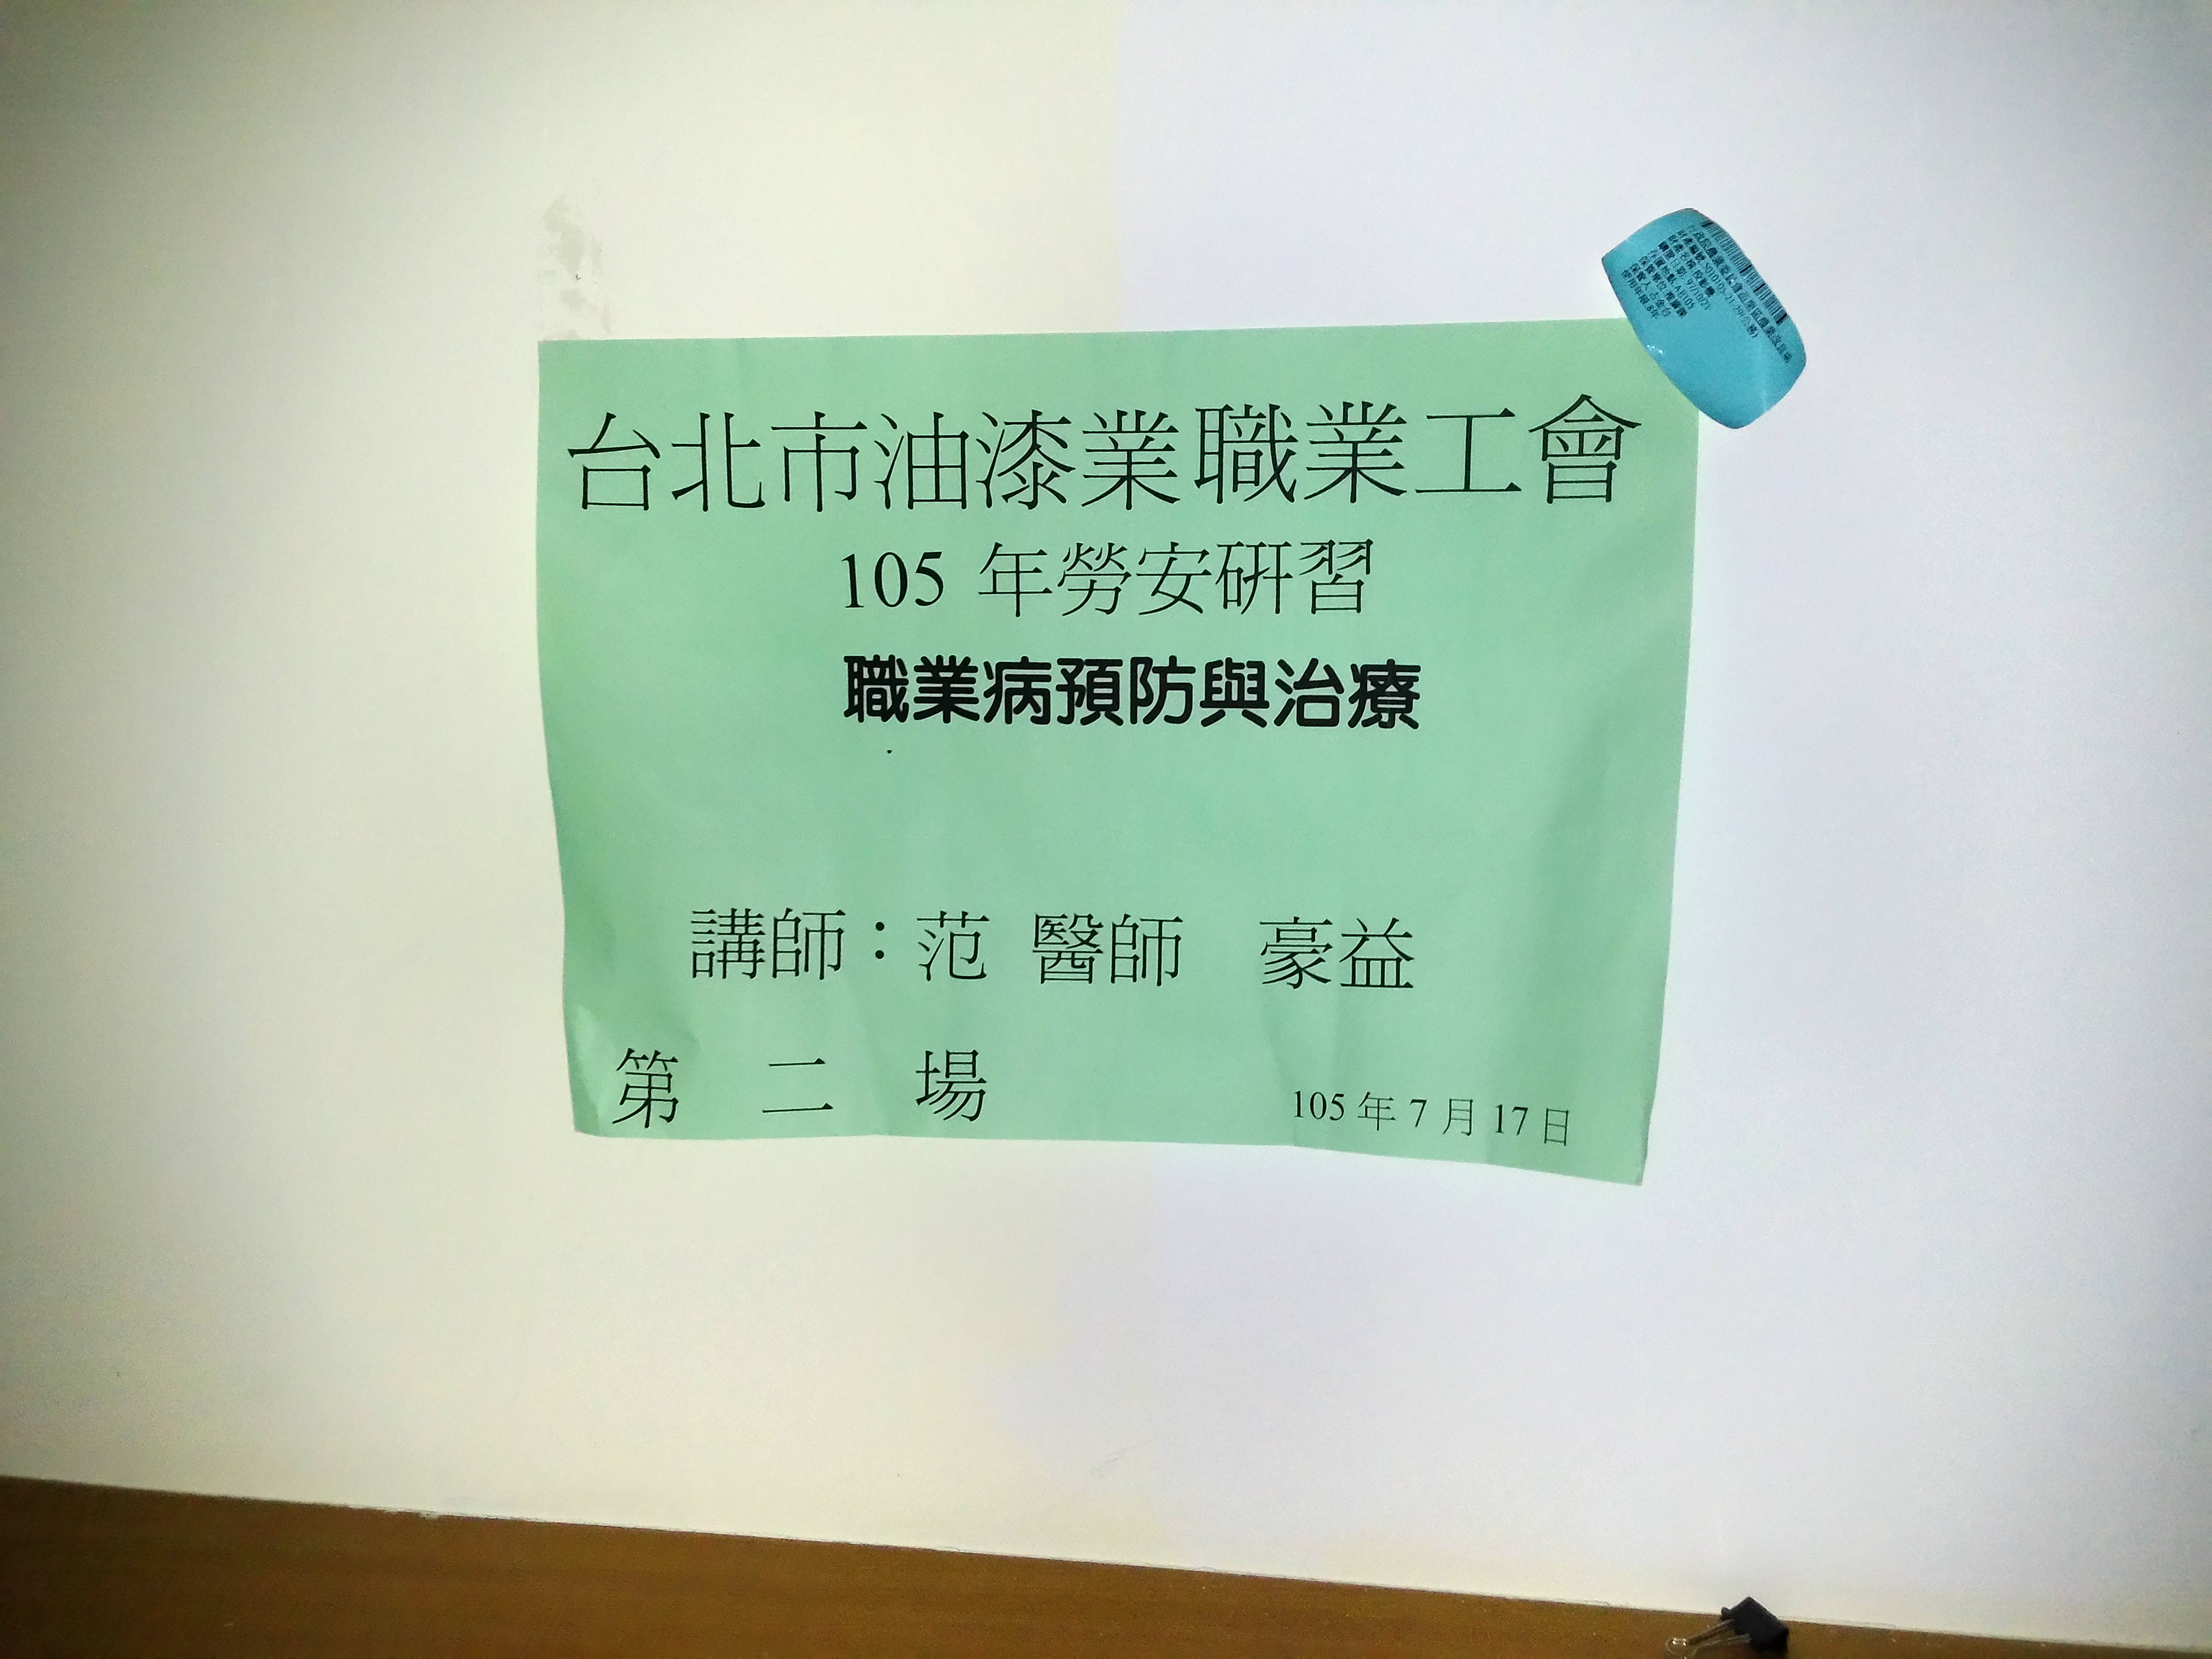 台北市油漆業職業工會
105 年勞安研習
職業病預防與治療
講師：范 醫師 豪益
第 二 場
105 年 7 月 17 日